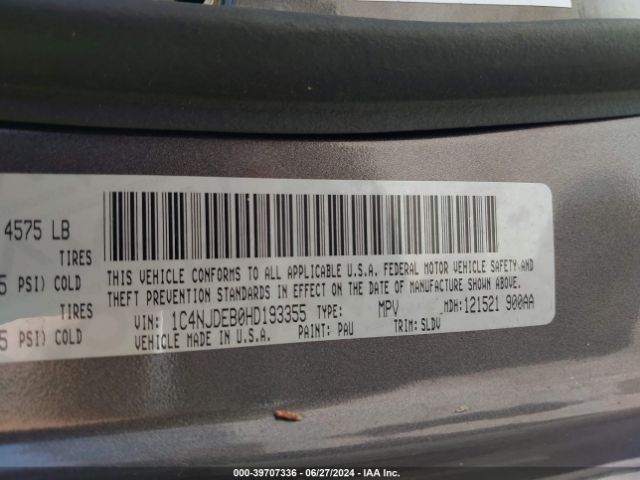 4575 LB
TIRES
5 PSI) COLD
TIRES
5 PSI) COLD
THIS VEHICLE CONFORMS TO ALL APPLICABLE U.S.A. FEDERAL MOTOR VEHICLE SAFETY AND
THEFT PREVENTION STANDARDS IN EFFECT ON THE DATE OF MANUFACTURE SHOWN ABOVE.
VIN: 1C4NJDEB0HD193355 TYPE: MPV MDH: 121521 900AA
VEHICLE MADE IN U.S.A. PAINT: PAU TRIM: SLDV
000-39707336 - 06/27/2024 - IAA Inc.